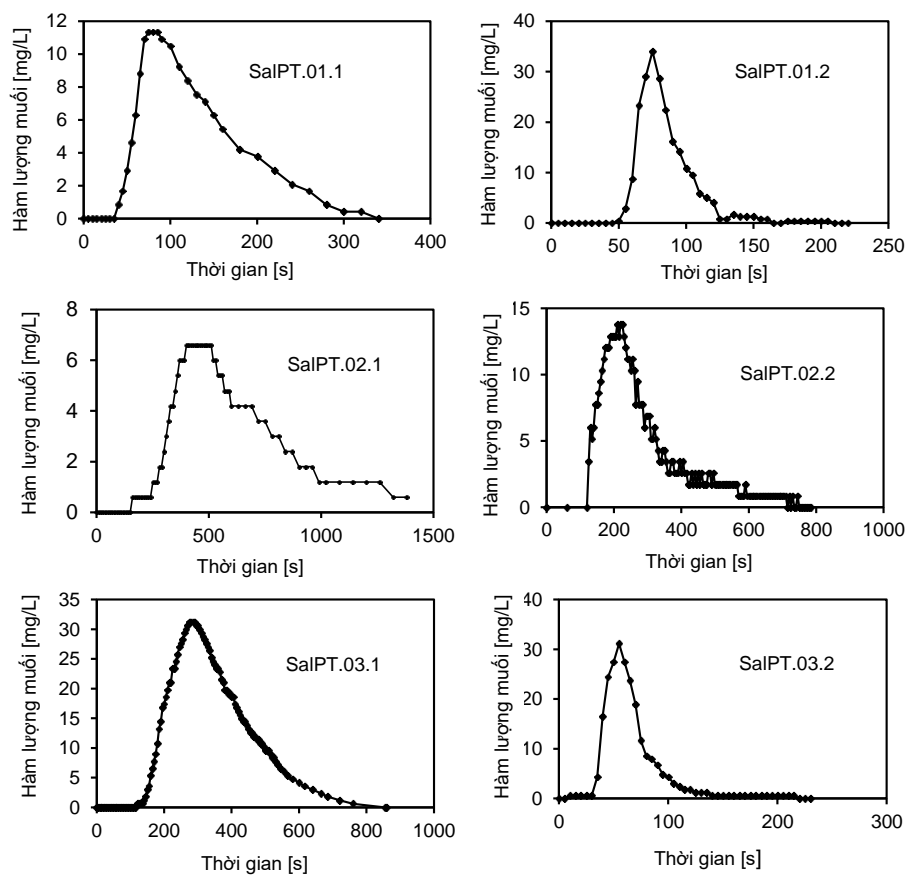 Hàm lượng muối [mg/L]
12
10
8
6
4
2
0
0 100 200 300 400
Thời gian [s]
SalPT.01.1
Hàm lượng muối [mg/L]
40
30
20
10
0
0 50 100 150 200 250
Thời gian [s]
SalPT.01.2
Hàm lượng muối [mg/L]
8
6
4
2
0
0 500 1000 1500
Thời gian [s]
SalPT.02.1
Hàm lượng muối [mg/L]
15
10
5
0
0 200 400 600 800 1000
Thời gian [s]
SalPT.02.2
Hàm lượng muối [mg/L]
35
30
25
20
15
10
5
0
0 200 400 600 800 1000
Thời gian [s]
SalPT.03.1
Hàm lượng muối [mg/L]
40
30
20
10
0
0 100 200 300
Thời gian [s]
SalPT.03.2